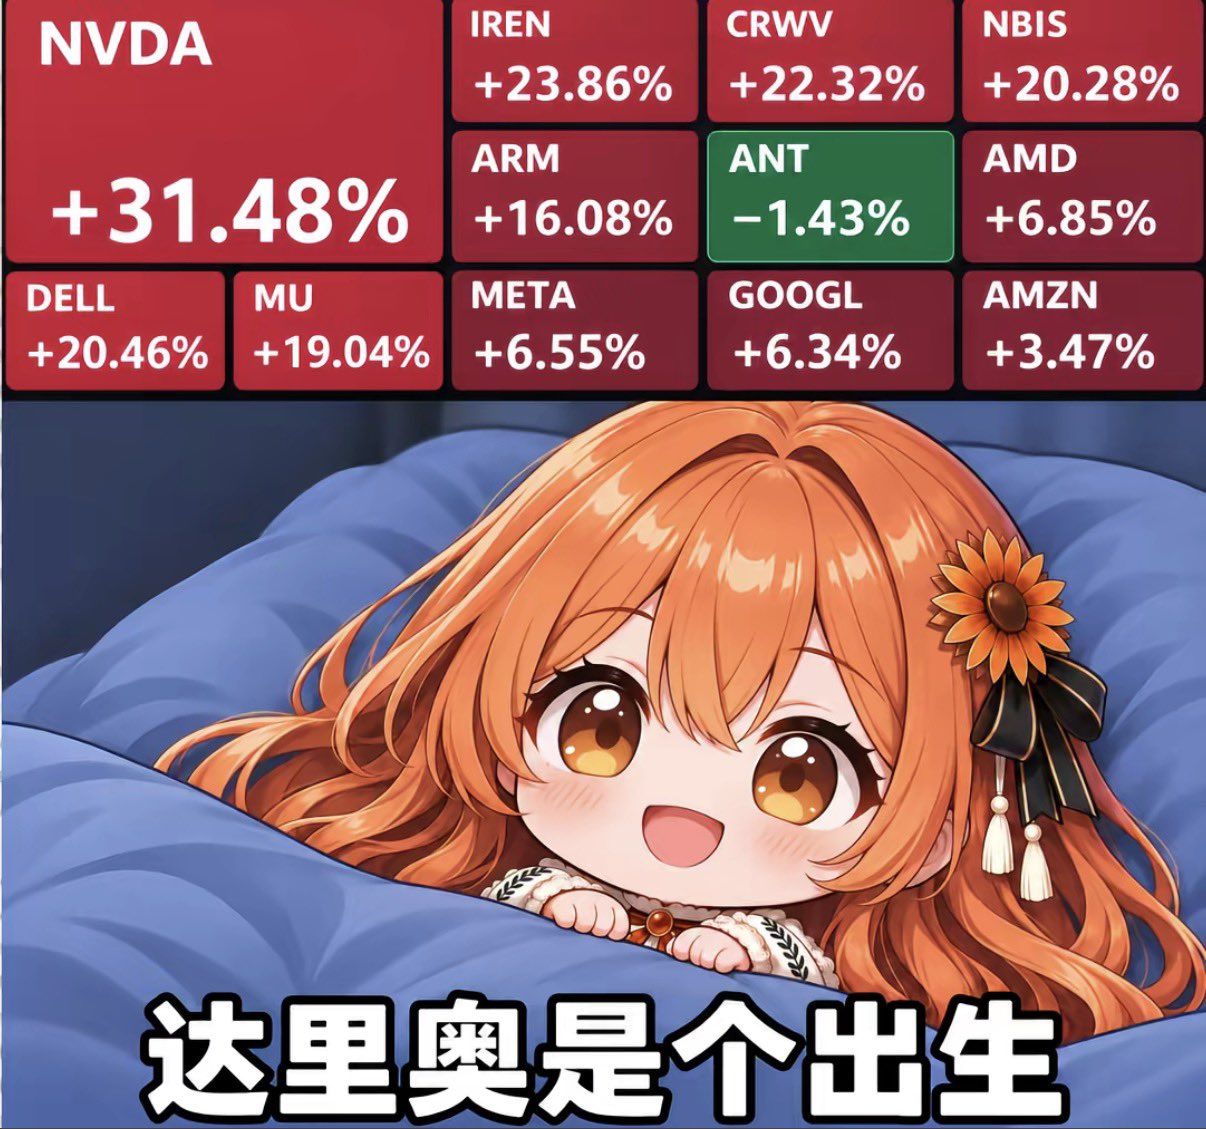 NVDA
+31.48%
IREN
+23.86%
CRWV
+22.32%
NBIS
+20.28%
ARM
+16.08%
ANT
−1.43%
AMD
+6.85%
DELL
+20.46%
MU
+19.04%
META
+6.55%
GOOGL
+6.34%
AMZN
+3.47%
达里奥是个出生